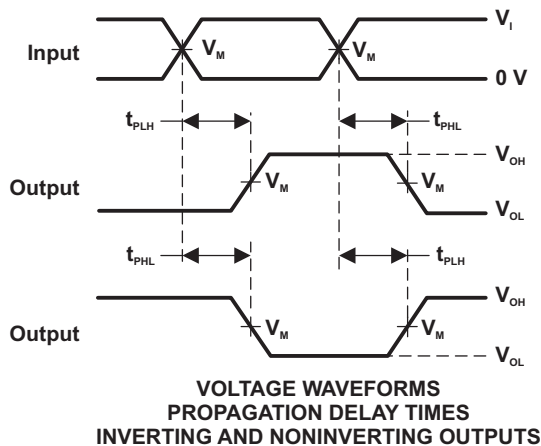 Input
V_M
V_M
V_I
0 V
t_PLH
t_PHL
Output
V_M
V_M
V_OH
V_OL
t_PHL
t_PLH
Output
V_M
V_M
V_OH
V_OL
VOLTAGE WAVEFORMS
PROPAGATION DELAY TIMES
INVERTING AND NONINVERTING OUTPUTS